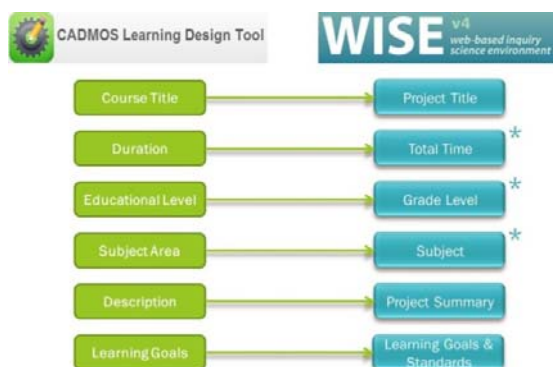 CADMOS Learning Design Tool
WISE v4
web-based inquiry
science environment
Course Title
Project Title
Duration
Total Time *
Educational Level
Grade Level *
Subject Area
Subject *
Description
Project Summary
Learning Goals
Learning Goals &
Standards